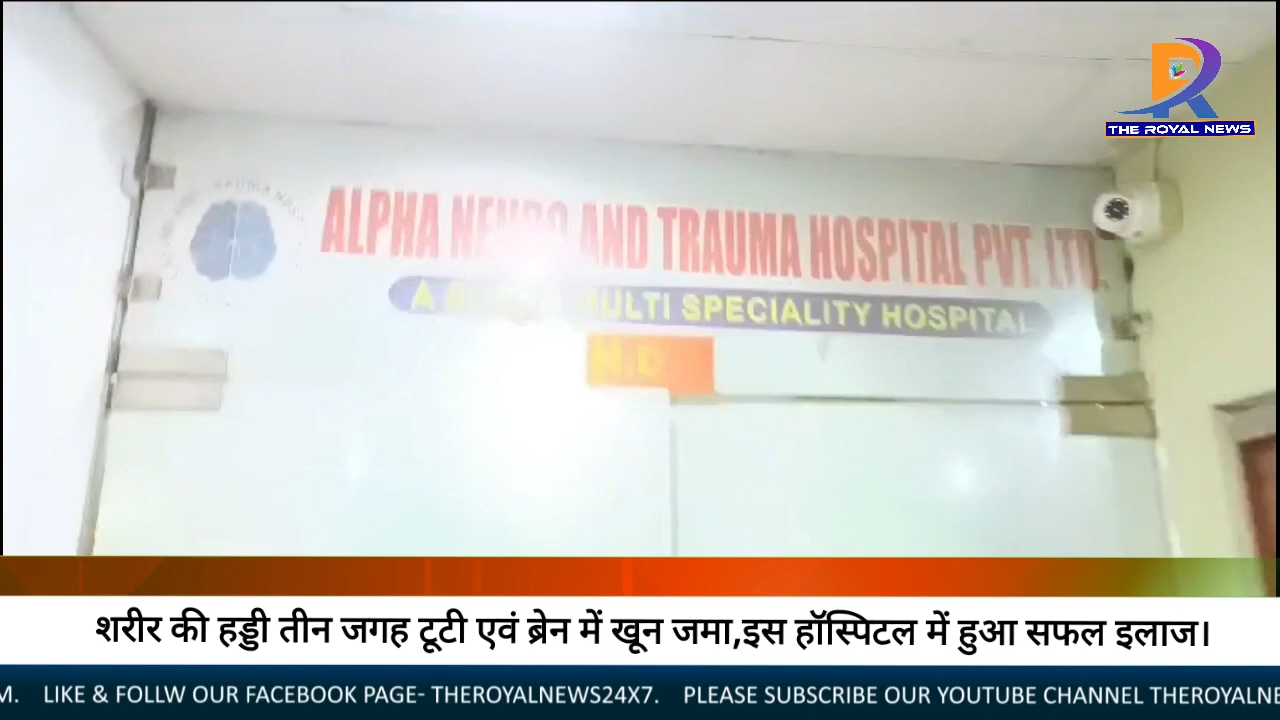 THE ROYAL NEWS
ALPHA AND TRAUMA HOSPITAL PVT. LTD.
A MULTI SPECIALITY HOSPITAL
शरीर की हड्डी तीन जगह टूटी एवं ब्रेन में खून जमा,इस हॉस्पिटल में हुआ सफल इलाज।
M. LIKE & FOLLW OUR FACEBOOK PAGE- THEROYALNEWS24X7. PLEASE SUBSCRIBE OUR YOUTUBE CHANNEL THEROYALNE